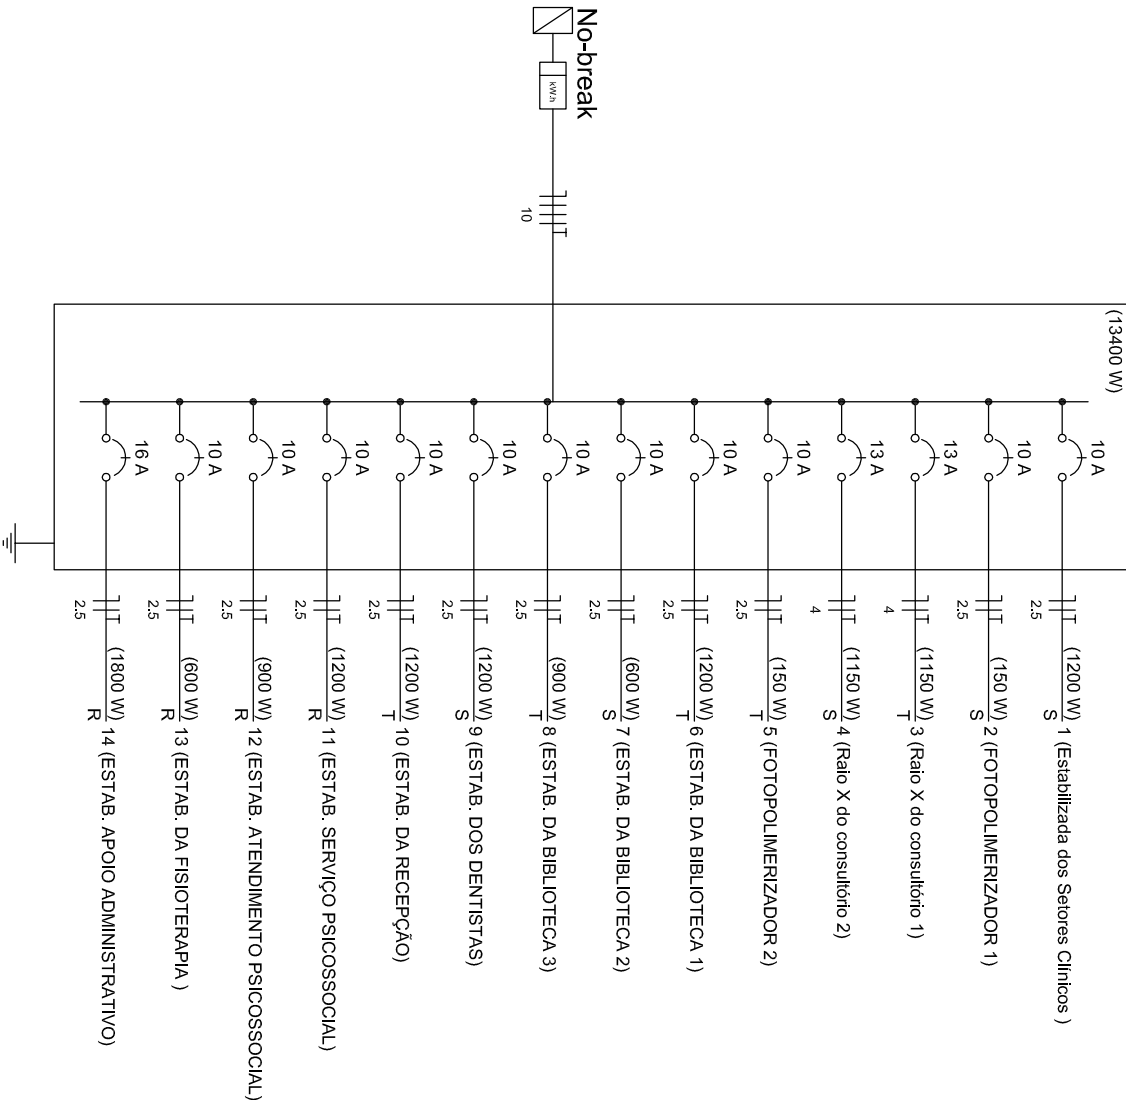 No-break
kW.h
10
(13400 W)
10 A
2.5
(1200 W)
S
1 (Estabilizada dos Setores Clínicos )
10 A
2.5
(150 W)
S
2 (FOTOPOLIMERIZADOR 1)
13 A
4
(1150 W)
T
3 (Raio X do consultório 1)
13 A
4
(1150 W)
S
4 (Raio X do consultório 2)
10 A
2.5
(150 W)
T
5 (FOTOPOLIMERIZADOR 2)
10 A
2.5
(1200 W)
T
6 (ESTAB. DA BIBLIOTECA 1)
10 A
2.5
(600 W)
S
7 (ESTAB. DA BIBLIOTECA 2)
10 A
2.5
(900 W)
T
8 (ESTAB. DA BIBLIOTECA 3)
10 A
2.5
(1200 W)
S
9 (ESTAB. DOS DENTISTAS)
10 A
2.5
(1200 W)
T
10 (ESTAB. DA RECEPÇÃO)
10 A
2.5
(1200 W)
R
11 (ESTAB. SERVIÇO PSICOSSOCIAL)
10 A
2.5
(900 W)
R
12 (ESTAB. ATENDIMENTO PSICOSSOCIAL)
10 A
2.5
(600 W)
R
13 (ESTAB. DA FISIOTERAPIA )
16 A
2.5
(1800 W)
R
14 (ESTAB. APOIO ADMINISTRATIVO)